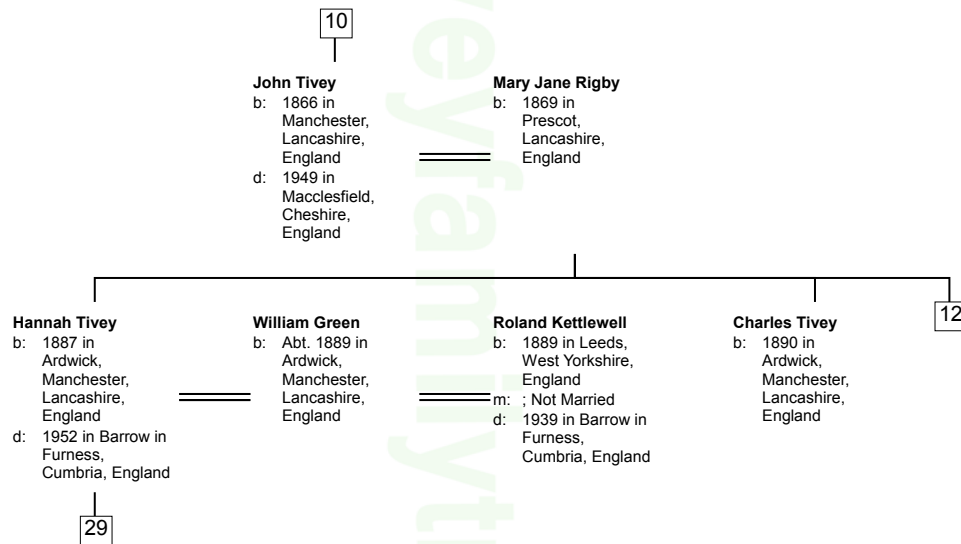 10
John Tivey
b: 1866 in
Manchester,
Lancashire,
England
d: 1949 in
Macclesfield,
Cheshire,
England
Mary Jane Rigby
b: 1869 in
Prescot,
Lancashire,
England
Hannah Tivey
b: 1887 in
Ardwick,
Manchester,
Lancashire,
England
d: 1952 in Barrow in
Furness,
Cumbria, England
William Green
b: Abt. 1889 in
Ardwick,
Manchester,
Lancashire,
England
Roland Kettlewell
b: 1889 in Leeds,
West Yorkshire,
England
m: ; Not Married
d: 1939 in Barrow in
Furness,
Cumbria, England
Charles Tivey
b: 1890 in
Ardwick,
Manchester,
Lancashire,
England
12
29
eyfamilyt